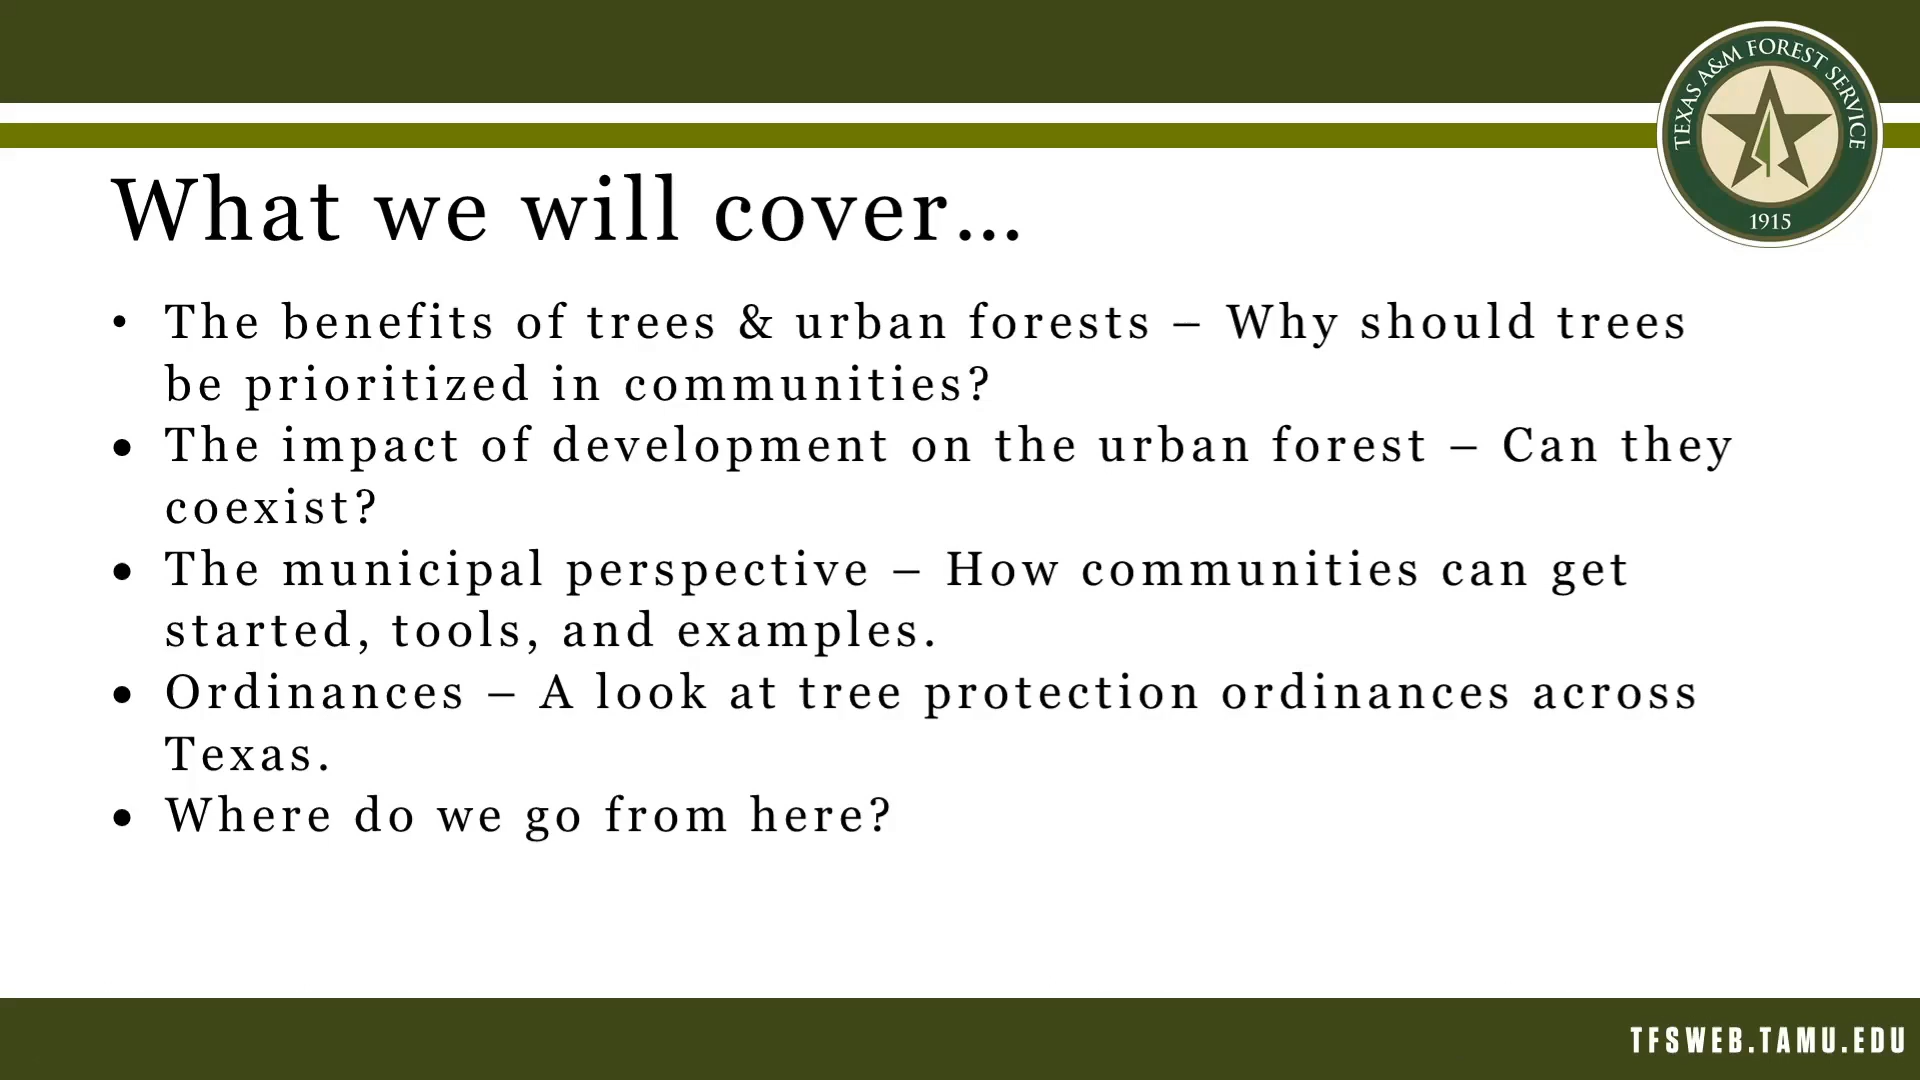 TEXAS A&M FOREST SERVICE
1915
What we will cover…
• The benefits of trees & urban forests – Why should trees
be prioritized in communities?
• The impact of development on the urban forest – Can they
coexist?
• The municipal perspective – How communities can get
started, tools, and examples.
• Ordinances – A look at tree protection ordinances across
Texas.
• Where do we go from here?
TFSWEB.TAMU.EDU